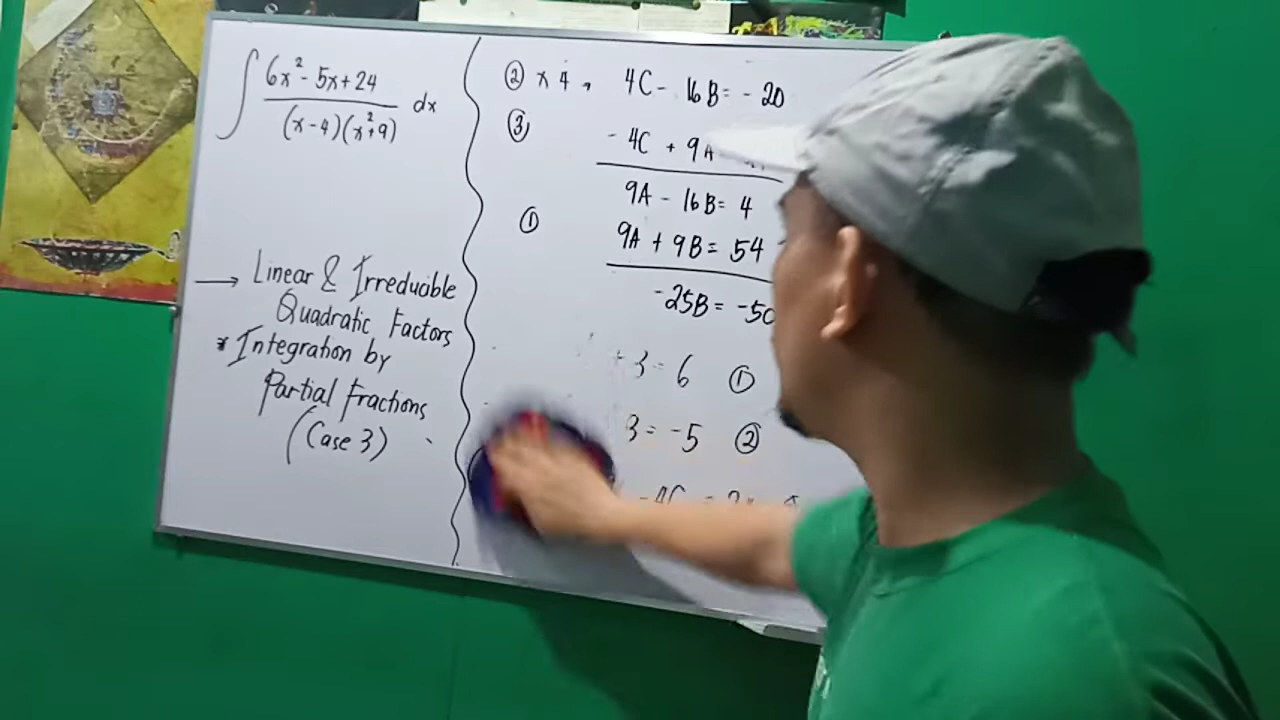 ∫ 6x² - 5x + 24
(x - 4)(x² + 9) dx
→ Linear & Irreducible
Quadratic Factors
* Integration by
Partial Fractions
(Case 3)
② x 4, 4C - 16B = -20
③ -4C + 9A
9A - 16B = 4
① 9A + 9B = 54
-25B = -50
= 6 ①
= -5 ②
-4C =